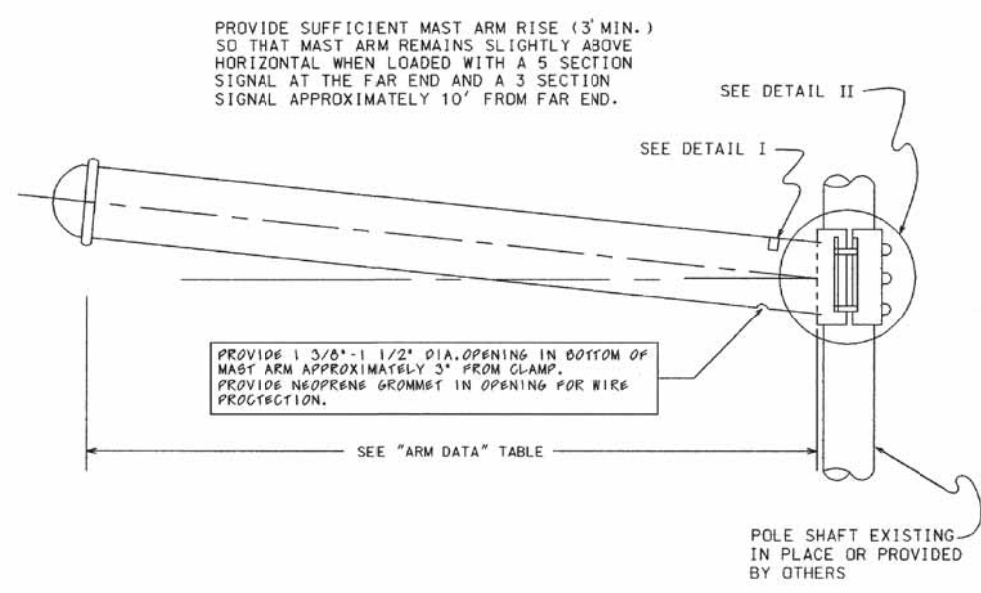 PROVIDE SUFFICIENT MAST ARM RISE (3' MIN.)
SO THAT MAST ARM REMAINS SLIGHTLY ABOVE
HORIZONTAL WHEN LOADED WITH A 5 SECTION
SIGNAL AT THE FAR END AND A 3 SECTION
SIGNAL APPROXIMATELY 10' FROM FAR END.
SEE DETAIL II
SEE DETAIL I
PROVIDE 1 3/8"-1 1/2" DIA. OPENING IN BOTTOM OF
MAST ARM APPROXIMATELY 3" FROM CLAMP.
PROVIDE NEOPRENE GROMMET IN OPENING FOR WIRE
PROCTECTION.
SEE "ARM DATA" TABLE
POLE SHAFT EXISTING
IN PLACE OR PROVIDED
BY OTHERS